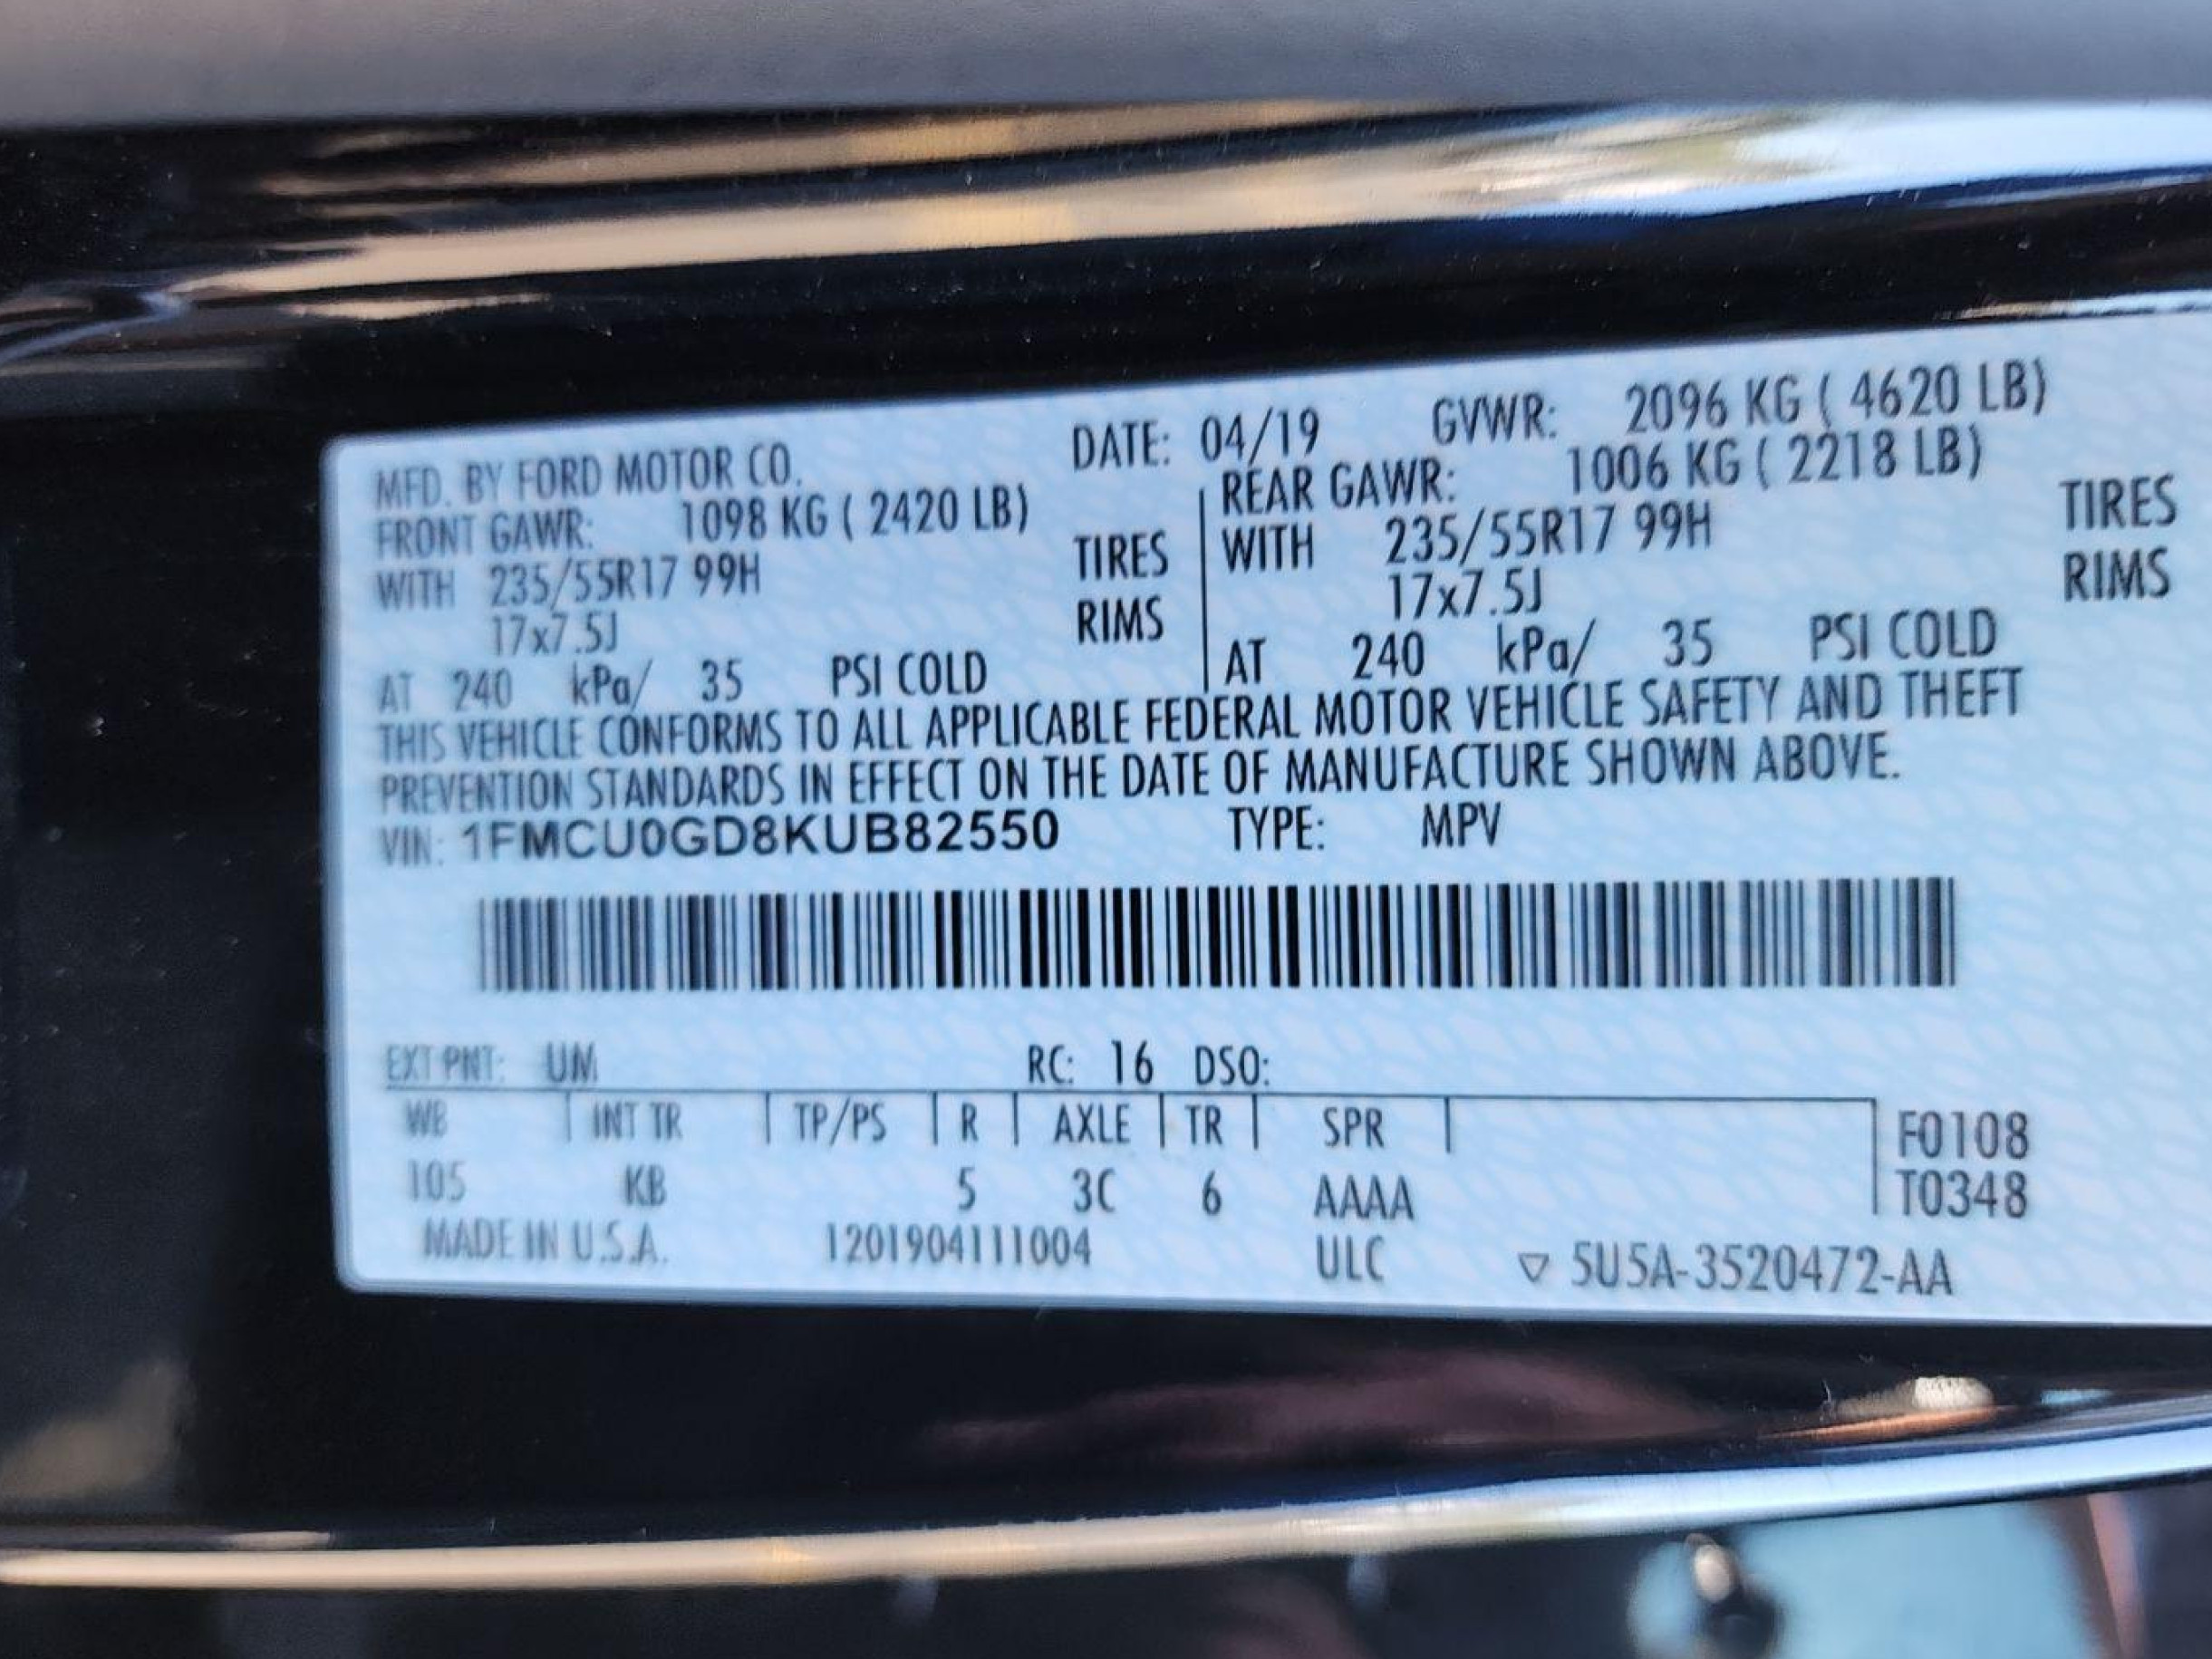 MFD. BY FORD MOTOR CO. DATE: 04/19 GVWR: 2096 KG ( 4620 LB)
FRONT GAWR: 1098 KG ( 2420 LB) REAR GAWR: 1006 KG ( 2218 LB)
WITH 235/55R17 99H TIRES WITH 235/55R17 99H TIRES
17x7.5J RIMS 17x7.5J RIMS
AT 240 kPa/ 35 PSI COLD AT 240 kPa/ 35 PSI COLD
THIS VEHICLE CONFORMS TO ALL APPLICABLE FEDERAL MOTOR VEHICLE SAFETY AND THEFT
PREVENTION STANDARDS IN EFFECT ON THE DATE OF MANUFACTURE SHOWN ABOVE.
VIN: 1FMCU0GD8KUB82550 TYPE: MPV
EXT PNT: UM RC: 16 DSO:
WB INT TR TP/PS R AXLE TR SPR F0108
105 KB 5 3C 6 AAAA T0348
MADE IN U.S.A. 1201904111004 ULC ▽ 5U5A-3520472-AA